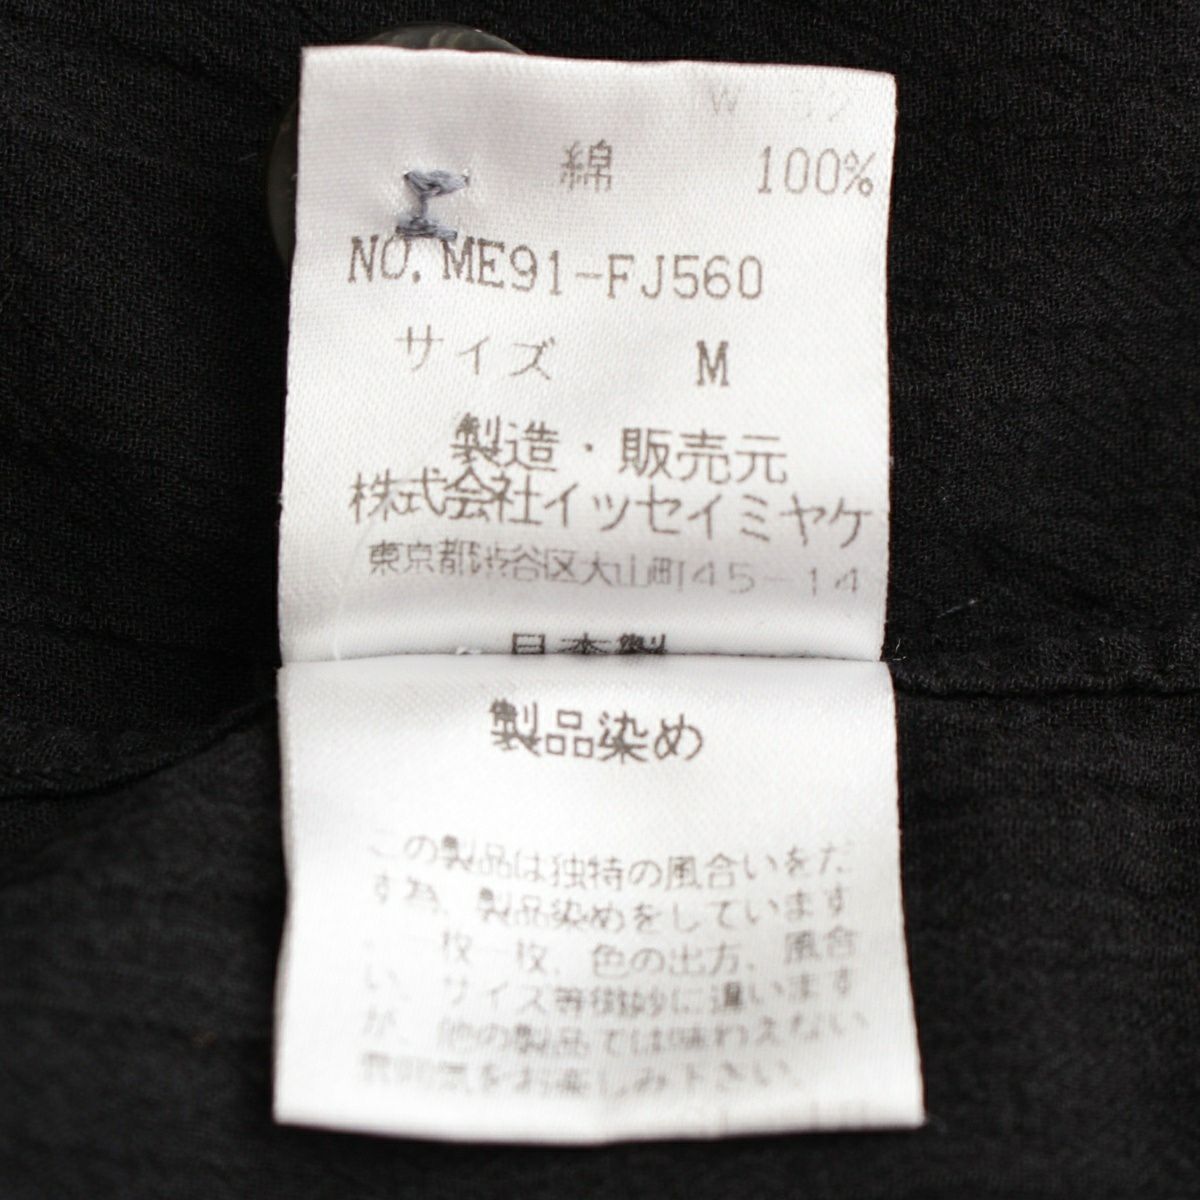 綿 100%
NO. ME91-FJ560
サイズ M
製造・販売元
株式会社イッセイミヤケ
東京都渋谷区大山町45-14
日本製
製品染め
この製品は独特の風合いをだ
す為、製品染めをしています
。一枚一枚、色の出方、風合
い、サイズ等微妙に違います
が、他の製品では味わえない
雰囲気をお楽しみ下さい。